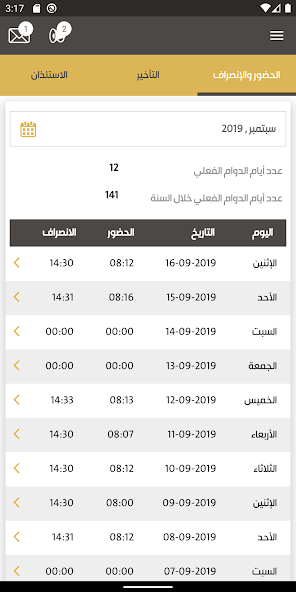 3:17
1
2
الحضور والإنصراف التأخير الاستئذان
سبتمبر , 2019
عدد أيام الدوام الفعلي 12
عدد أيام الدوام الفعلي خلال السنة 141
اليوم التاريخ الحضور الانصراف
الإثنين 16-09-2019 08:12 14:30
الأحد 15-09-2019 08:16 14:31
السبت 14-09-2019 00:00 00:00
الجمعة 13-09-2019 00:00 00:00
الخميس 12-09-2019 08:13 14:33
الأربعاء 11-09-2019 08:07 14:30
الثلاثاء 10-09-2019 08:12 14:30
الإثنين 09-09-2019 08:00 14:30
الأحد 08-09-2019 08:12 14:31
السبت 07-09-2019 00:00 00:00